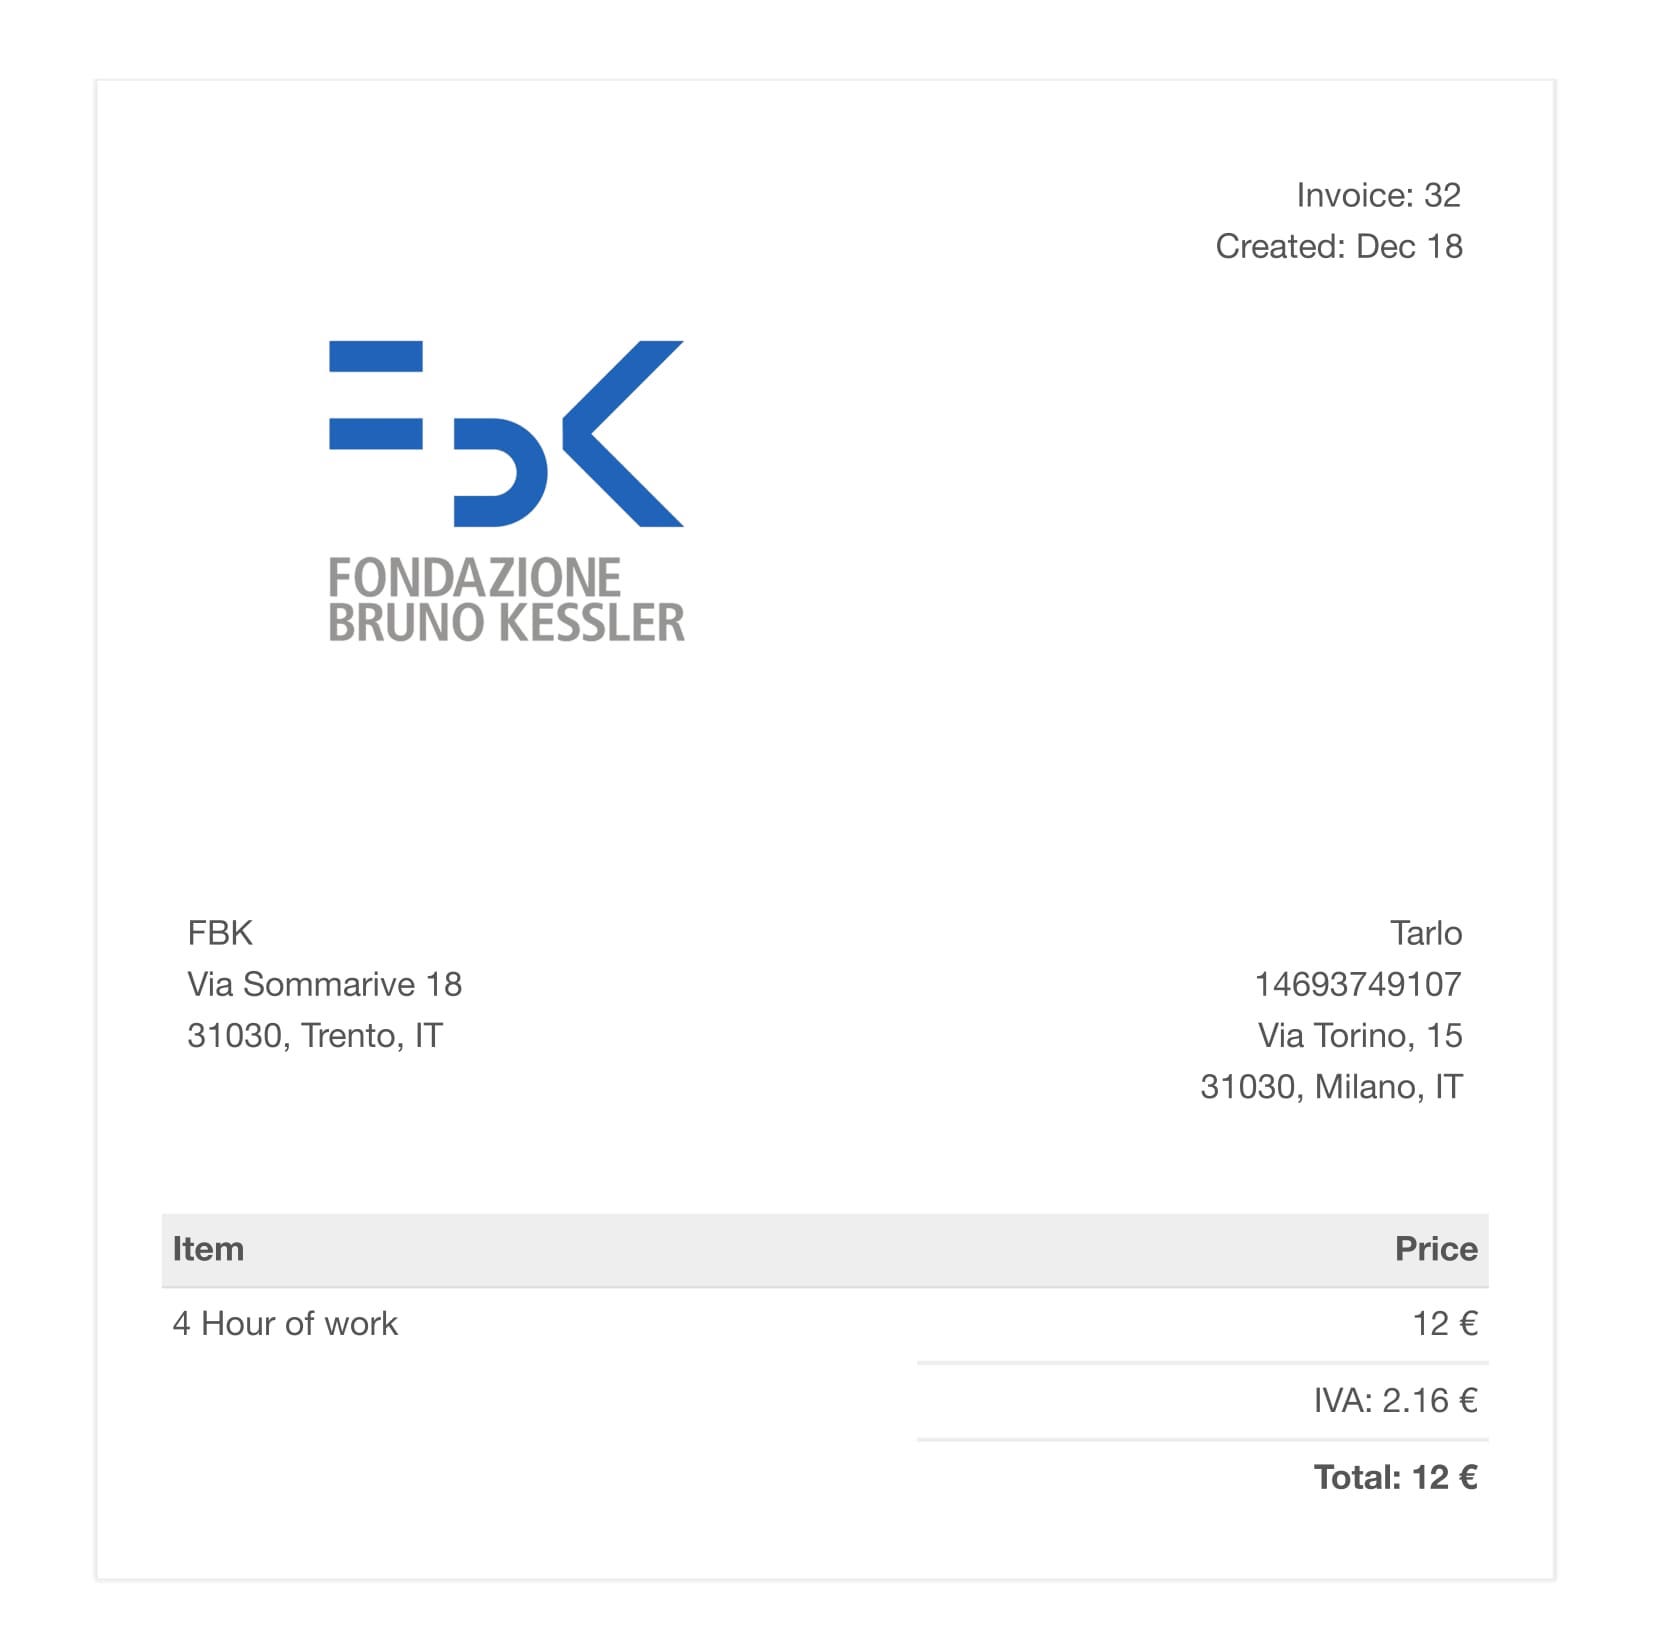 Invoice: 32
Created: Dec 18
FbK
FONDAZIONE
BRUNO KESSLER
FBK
Via Sommarive 18
31030, Trento, IT
Tarlo
14693749107
Via Torino, 15
31030, Milano, IT
Item Price
4 Hour of work 12 €
IVA: 2.16 €
Total: 12 €